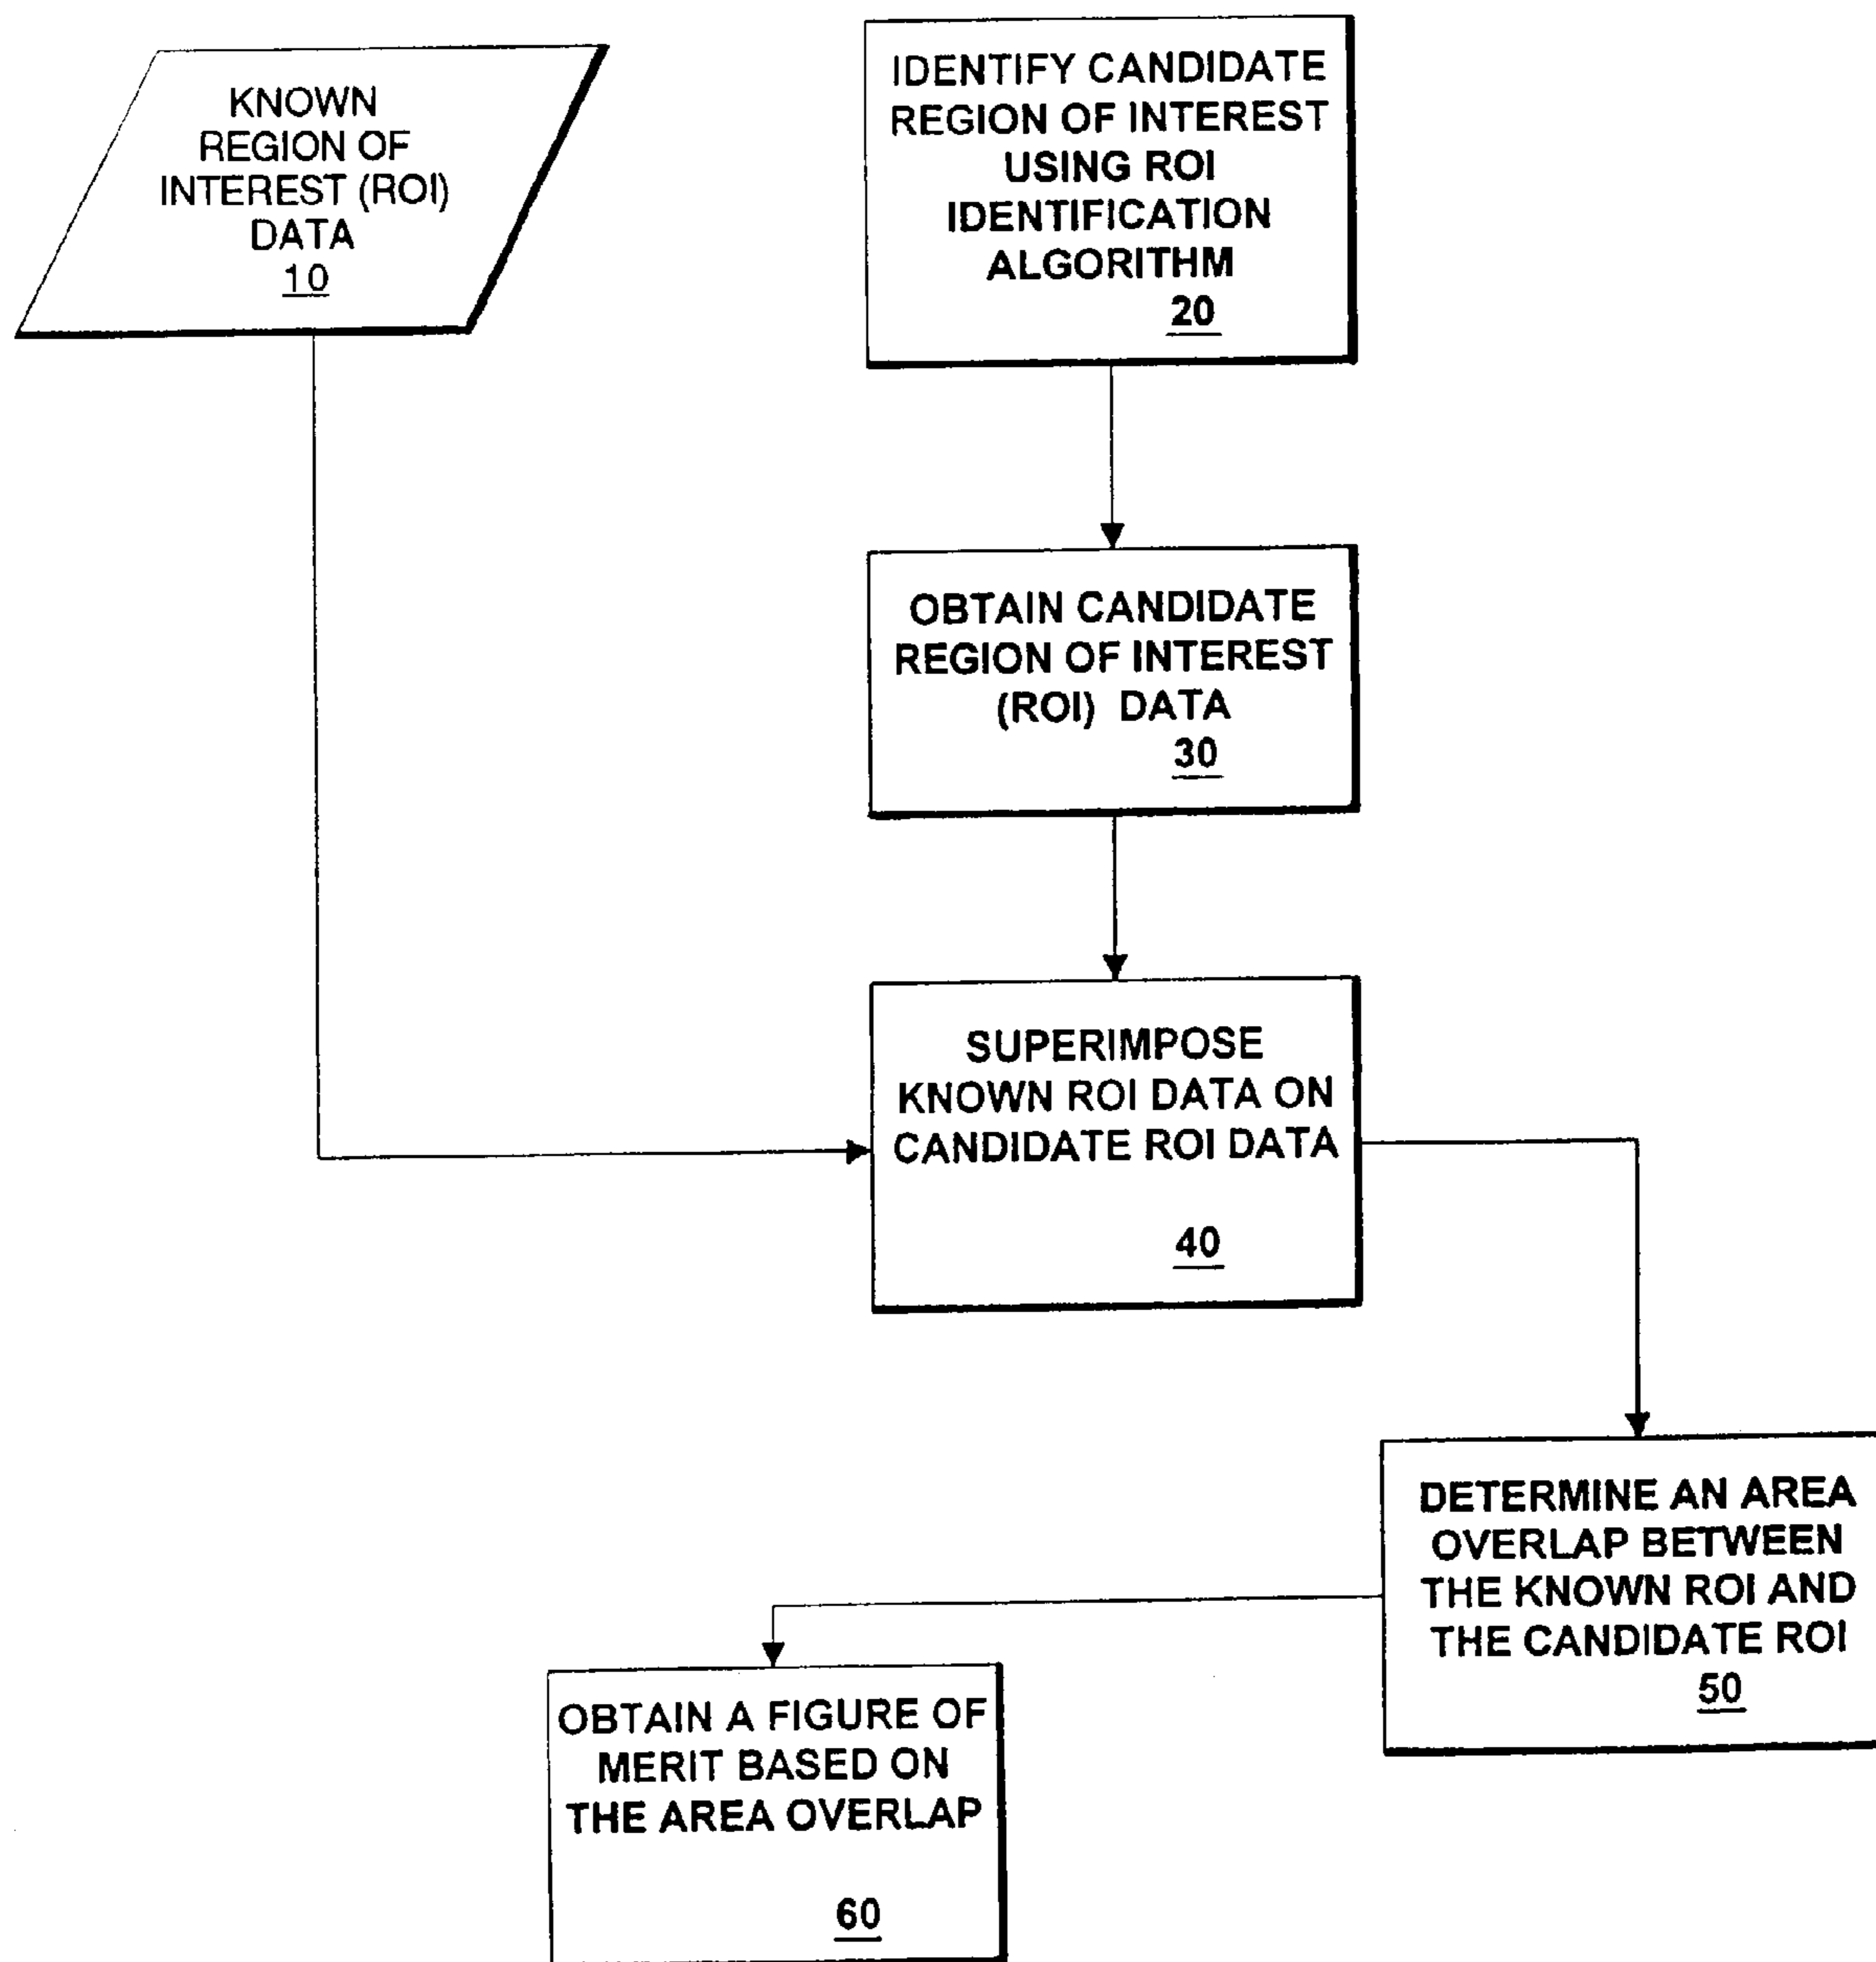 KNOWN
REGION OF
INTEREST (ROI)
DATA
10
IDENTIFY CANDIDATE
REGION OF INTEREST
USING ROI
IDENTIFICATION
ALGORITHM
20
OBTAIN CANDIDATE
REGION OF INTEREST
(ROI) DATA
30
SUPERIMPOSE
KNOWN ROI DATA ON
CANDIDATE ROI DATA
40
DETERMINE AN AREA
OVERLAP BETWEEN
THE KNOWN ROI AND
THE CANDIDATE ROI
50
OBTAIN A FIGURE OF
MERIT BASED ON
THE AREA OVERLAP
60